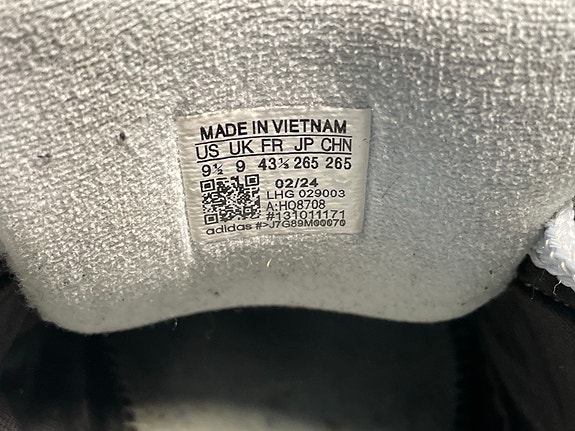 MADE IN VIETNAM
US UK FR JP CHN
9½ 9 43⅓ 265 265
02/24
LHG 029003
A:HQ8708
#131011171
adidas #>J7G89M00070